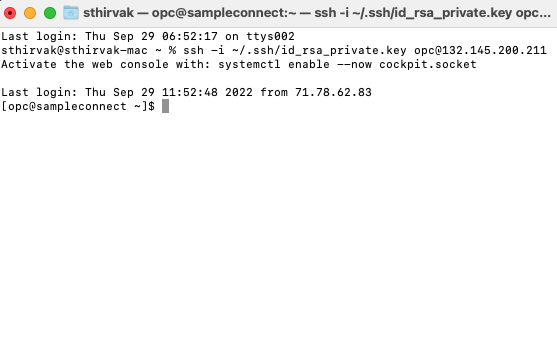 sthirvak — opc@sampleconnect:~ — ssh -i ~/.ssh/id_rsa_private.key opc...
Last login: Thu Sep 29 06:52:17 on ttys002
sthirvak@sthirvak-mac ~ % ssh -i ~/.ssh/id_rsa_private.key opc@132.145.200.211
Activate the web console with: systemctl enable --now cockpit.socket
Last login: Thu Sep 29 11:52:48 2022 from 71.78.62.83
[opc@sampleconnect ~]$